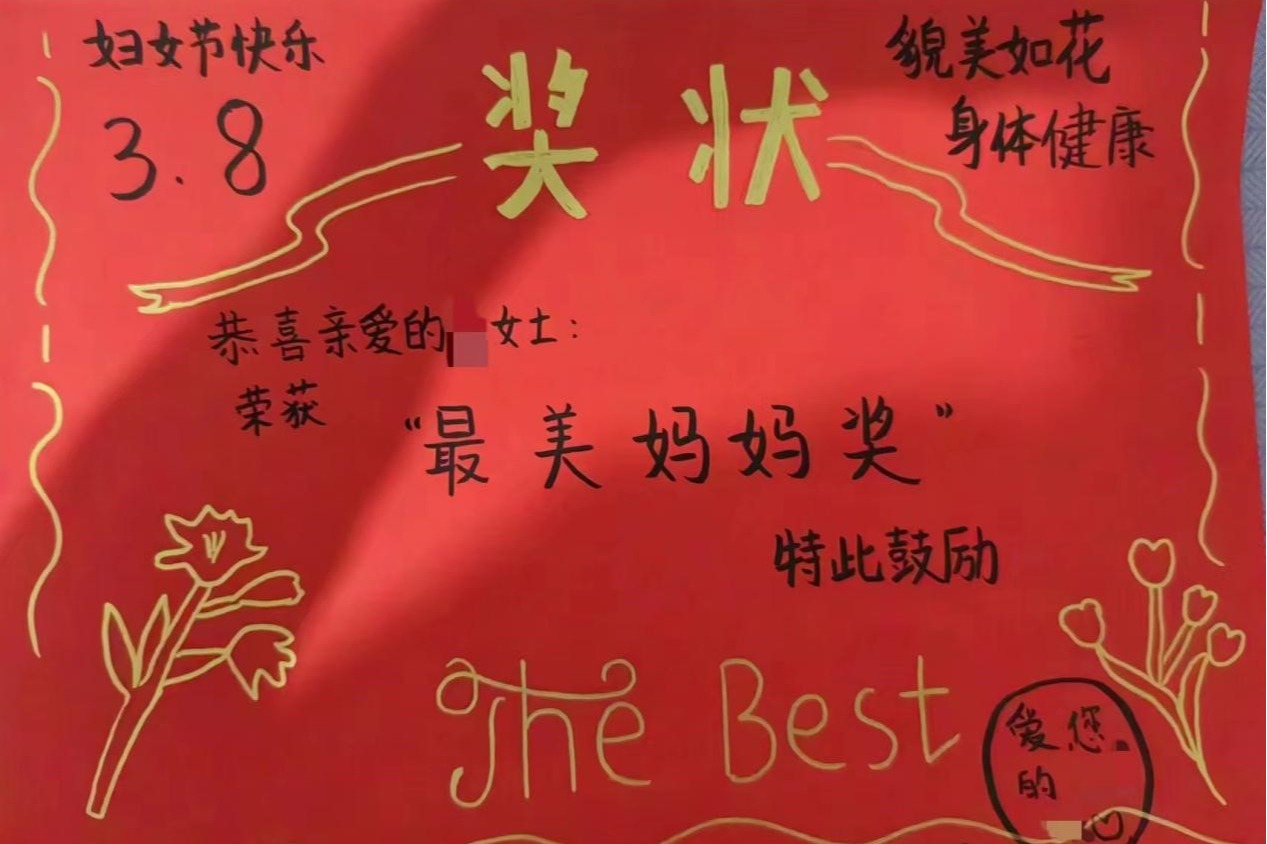 妇女节快乐
3.8
奖状
貌美如花
身体健康
恭喜亲爱的 女士：
荣获
“最美妈妈奖”
特此鼓励
The Best
爱您
的